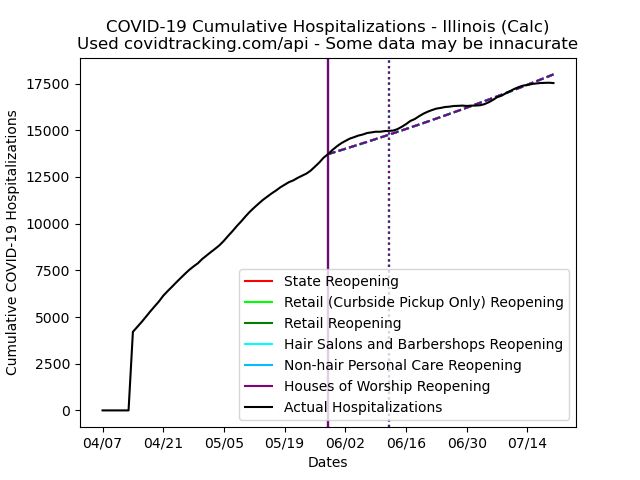 COVID-19 Cumulative Hospitalizations - Illinois (Calc)
Used covidtracking.com/api - Some data may be innacurate
Cumulative COVID-19 Hospitalizations
17500
15000
12500
10000
7500
5000
2500
0
State Reopening
Retail (Curbside Pickup Only) Reopening
Retail Reopening
Hair Salons and Barbershops Reopening
Non-hair Personal Care Reopening
Houses of Worship Reopening
Actual Hospitalizations
04/07 04/21 05/05 05/19 06/02 06/16 06/30 07/14
Dates